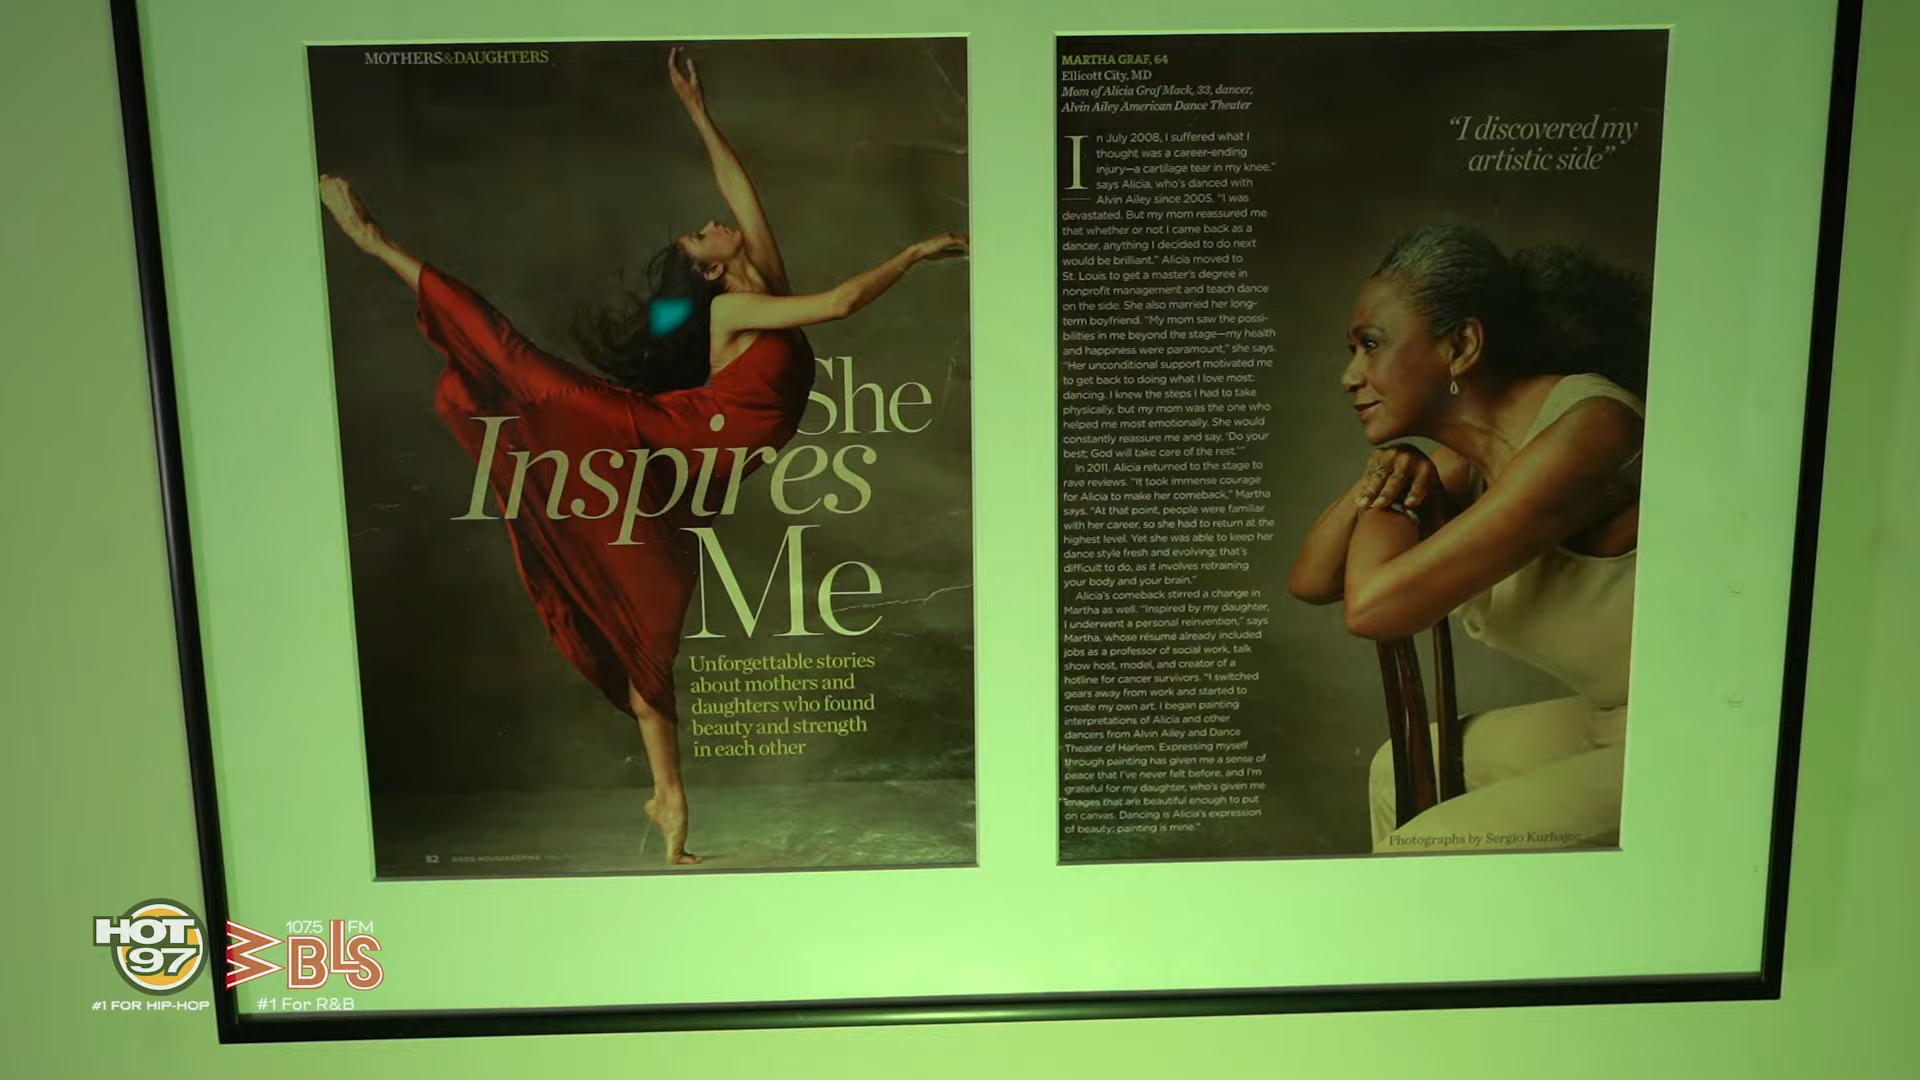 MOTHERS&DAUGHTERS
She
Inspires
Me
Unforgettable stories
about mothers and
daughters who found
beauty and strength
in each other
82 GOOD HOUSEKEEPING
MARTHA GRAF, 64
Ellicott City, MD
Mom of Alicia Graf Mack, 33, dancer,
Alvin Ailey American Dance Theater
In July 2008, I suffered what I
thought was a career-ending
injury—a cartilage tear in my knee,"
says Alicia, who's danced with
Alvin Ailey since 2005. "I was
devastated. But my mom reassured me
that whether or not I came back as a
dancer, anything I decided to do next
would be brilliant." Alicia moved to
St. Louis to get a master's degree in
nonprofit management and teach dance
on the side. She also married her long-
term boyfriend. "My mom saw the possi-
bilities in me beyond the stage—my health
and happiness were paramount," she says.
"Her unconditional support motivated me
to get back to doing what I love most:
dancing. I knew the steps I had to take
physically, but my mom was the one who
helped me most emotionally. She would
constantly reassure me and say, 'Do your
best; God will take care of the rest.'"
In 2011, Alicia returned to the stage to
rave reviews. "It took immense courage
for Alicia to make her comeback," Martha
says. "At that point, people were familiar
with her career, so she had to return at the
highest level. Yet she was able to keep her
dance style fresh and evolving; that's
difficult to do, as it involves retraining
your body and your brain."
Alicia's comeback stirred a change in
Martha as well. "Inspired by my daughter,
I underwent a personal reinvention," says
Martha, whose résumé already included
jobs as a professor of social work, talk
show host, model, and creator of a
hotline for cancer survivors. "I switched
gears away from work and started to
create my own art. I began painting
interpretations of Alicia and other
dancers from Alvin Ailey and Dance
Theater of Harlem. Expressing myself
through painting has given me a sense of
peace that I've never felt before, and I'm
grateful for my daughter, who's given me
images that are beautiful enough to put
on canvas. Dancing is Alicia's expression
of beauty; painting is mine."
"I discovered my
artistic side"
Photographs by Sergio Kurhajec
HOT
97
#1 FOR HIP-HOP
107.5 FM
WBLS
#1 For R&B